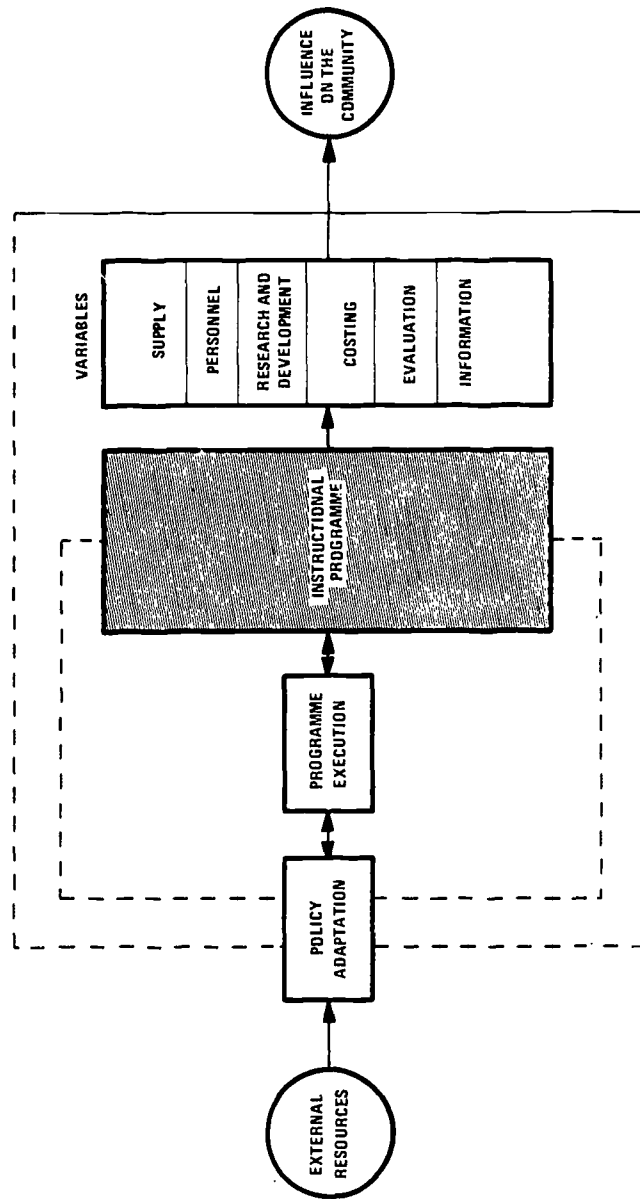 EXTERNAL
RESOURCES
POLICY
ADAPTATION
PROGRAMME
EXECUTION
INSTRUCTIONAL
PROGRAMME
VARIABLES
SUPPLY
PERSONNEL
RESEARCH AND
DEVELOPMENT
COSTING
EVALUATION
INFORMATION
INFLUENCE
ON THE
COMMUNITY